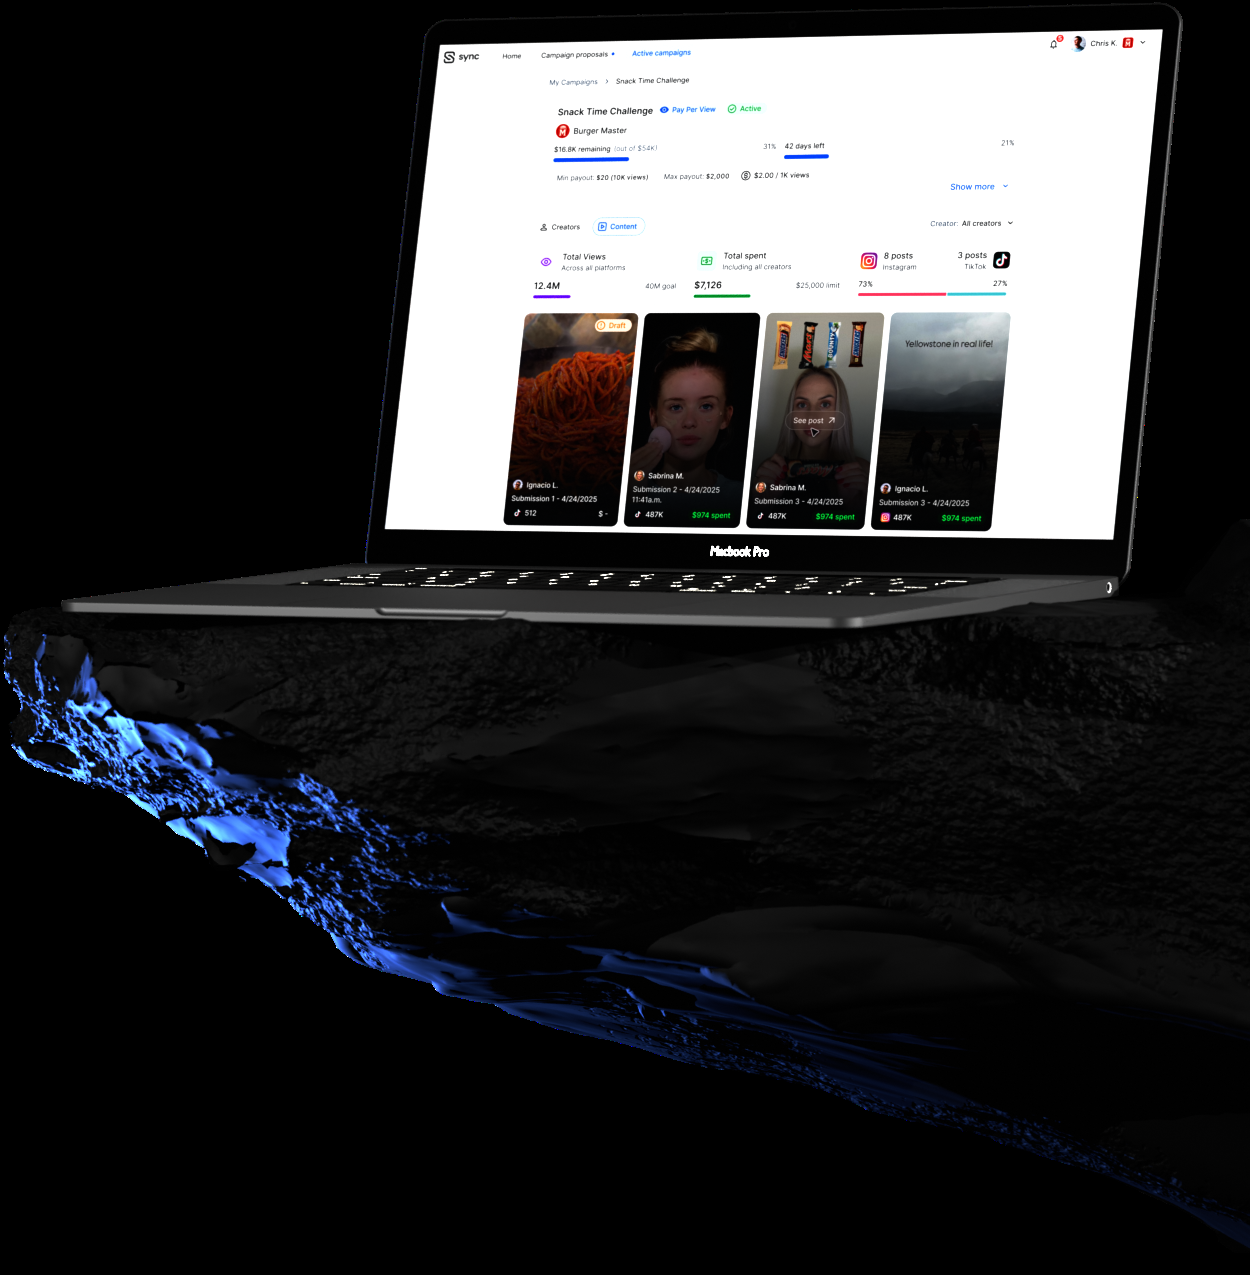 sync
Home
Campaign proposals
Active campaigns
5
Chris K.
My Campaigns > Snack Time Challenge
Snack Time Challenge
Pay Per View
Active
Burger Master
$16.8K remaining (out of $54K)
31%
42 days left
21%
Min payout: $20 (10K views)
Max payout: $2,000
$2.00 / 1K views
Show more
Creators
Content
Creator: All creators
Total Views
Across all platforms
12.4M
40M goal
Total spent
Including all creators
$7,126
$25,000 limit
8 posts
Instagram
3 posts
TikTok
73%
27%
Draft
Ignacio L.
Submission 1 - 4/24/2025
512
$ -
Sabrina M.
Submission 2 - 4/24/2025
11:41a.m.
487K
$974 spent
BOUNTY
See post
Sabrina M.
Submission 3 - 4/24/2025
487K
$974 spent
Yellowstone in real life!
Ignacio L.
Submission 3 - 4/24/2025
487K
$974 spent
Macbook Pro